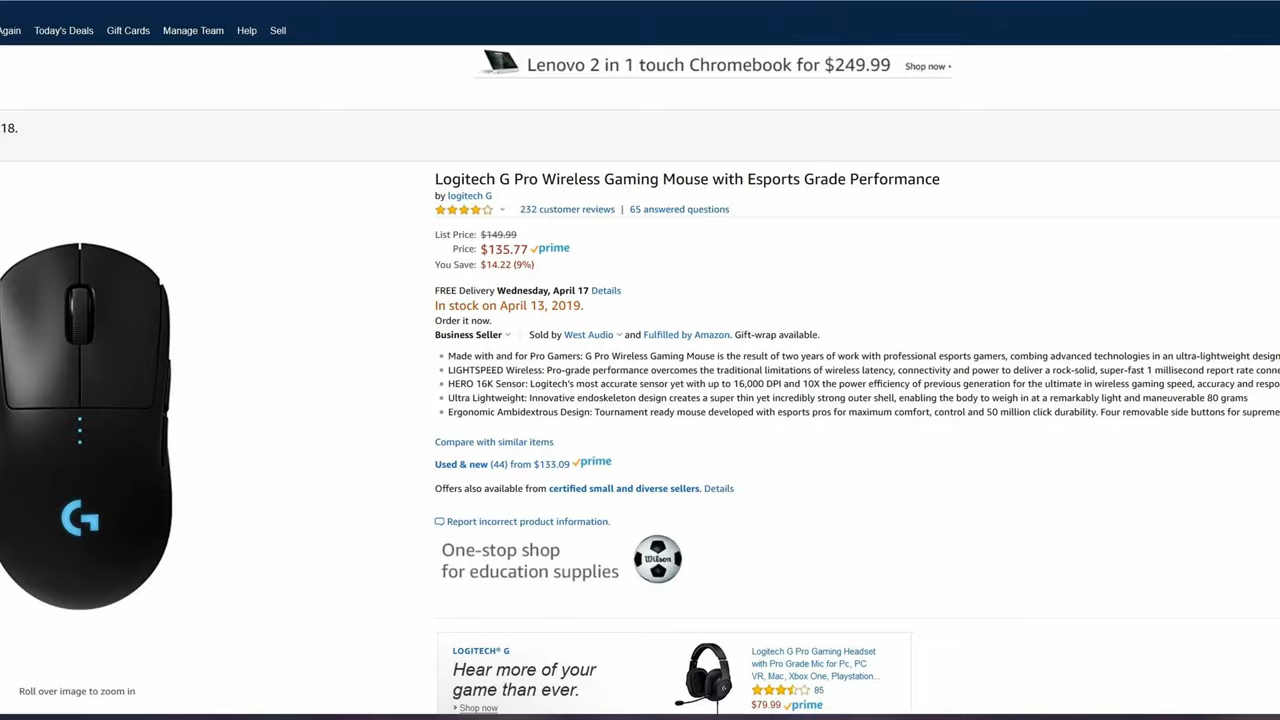 Again Today's Deals Gift Cards Manage Team Help Sell
Lenovo 2 in 1 touch Chromebook for $249.99 Shop now
18.
Logitech G Pro Wireless Gaming Mouse with Esports Grade Performance
by logitech G
232 customer reviews | 65 answered questions
List Price: $149.99
Price: $135.77 prime
You Save: $14.22 (9%)
FREE Delivery Wednesday, April 17 Details
In stock on April 13, 2019.
Order it now.
Business Seller Sold by West Audio and Fulfilled by Amazon. Gift-wrap available.
• Made with and for Pro Gamers: G Pro Wireless Gaming Mouse is the result of two years of work with professional esports gamers, combing advanced technologies in an ultra-lightweight design
• LIGHTSPEED Wireless: Pro-grade performance overcomes the traditional limitations of wireless latency, connectivity and power to deliver a rock-solid, super-fast 1 millisecond report rate conne
• HERO 16K Sensor: Logitech's most accurate sensor yet with up to 16,000 DPI and 10X the power efficiency of previous generation for the ultimate in wireless gaming speed, accuracy and respo
• Ultra Lightweight: Innovative endoskeleton design creates a super thin yet incredibly strong outer shell, enabling the body to weigh in at a remarkably light and maneuverable 80 grams
• Ergonomic Ambidextrous Design: Tournament ready mouse developed with esports pros for maximum comfort, control and 50 million click durability. Four removable side buttons for supreme
Compare with similar items
Used & new (44) from $133.09 prime
Offers also available from certified small and diverse sellers. Details
Report incorrect product information.
One-stop shop
for education supplies
Wilson
LOGITECH® G
Hear more of your
game than ever.
> Shop now
Logitech G Pro Gaming Headset
with Pro Grade Mic for Pc, PC
VR, Mac, Xbox One, Playstation...
85
$79.99 prime
Roll over image to zoom in